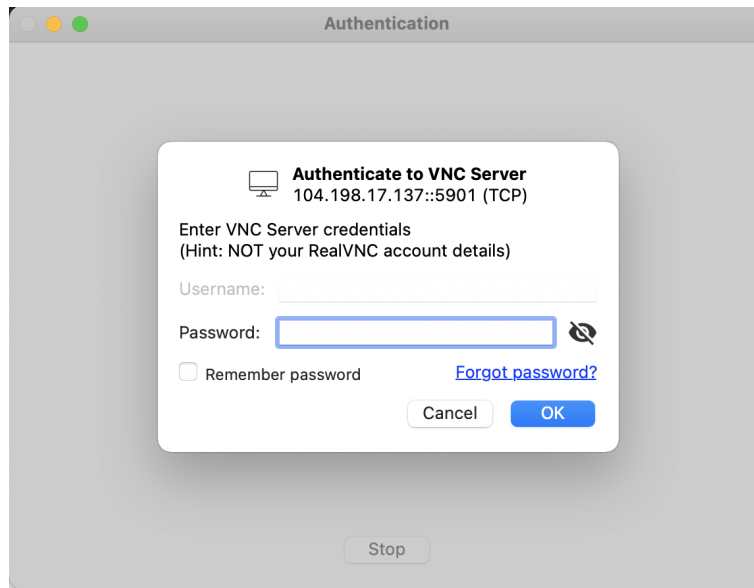 Authentication
Authenticate to VNC Server
104.198.17.137::5901 (TCP)
Enter VNC Server credentials
(Hint: NOT your RealVNC account details)
Username:
Password:
Remember password
Forgot password?
Cancel
OK
Stop